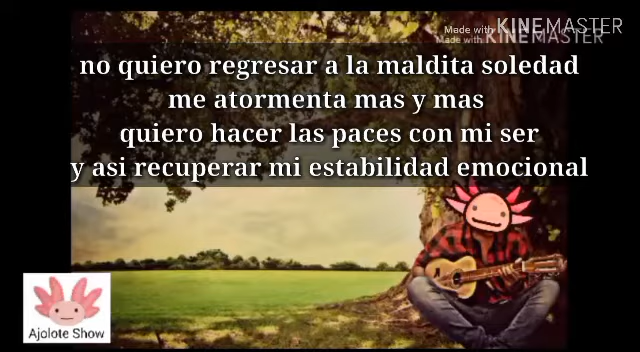 Made with KINEMASTER
Made with KINEMASTER
no quiero regresar a la maldita soledad
me atormenta mas y mas
quiero hacer las paces con mi ser
y asi recuperar mi estabilidad emocional
Ajolote Show